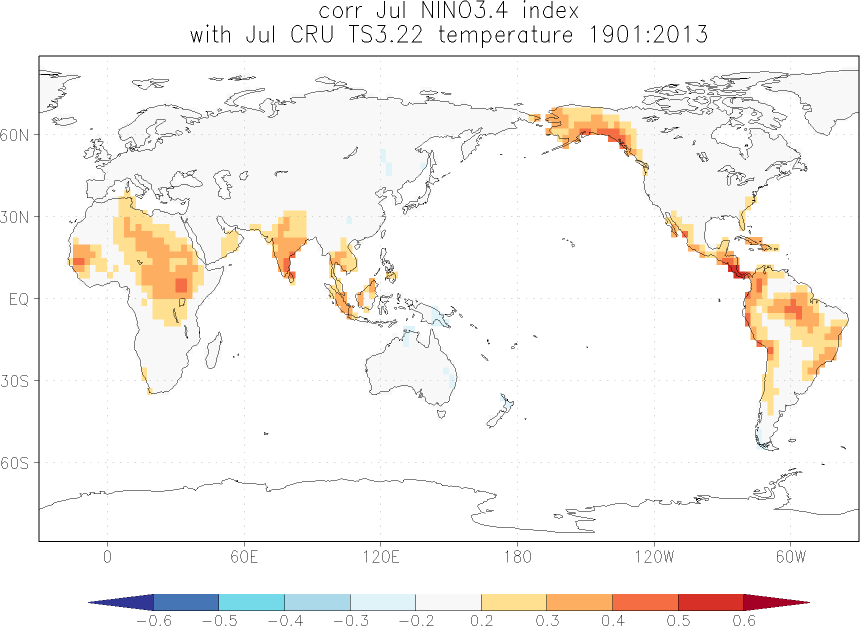 corr Jul NINO3.4 index
with Jul CRU TS3.22 temperature 1901:2013
60N
30N
EQ
30S
60S
0 60E 120E 180 120W 60W
-0.6 -0.5 -0.4 -0.3 -0.2 0.2 0.3 0.4 0.5 0.6